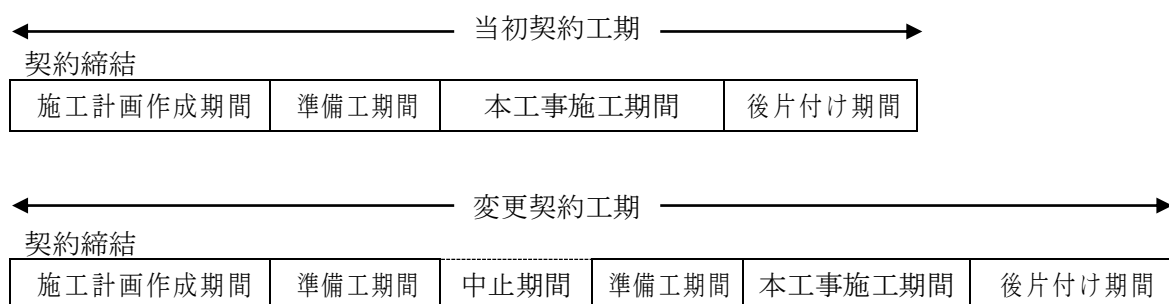 当初契約工期
契約締結
施工計画作成期間 準備工期間 本工事施工期間 後片付け期間
変更契約工期
契約締結
施工計画作成期間 準備工期間 中止期間 準備工期間 本工事施工期間 後片付け期間